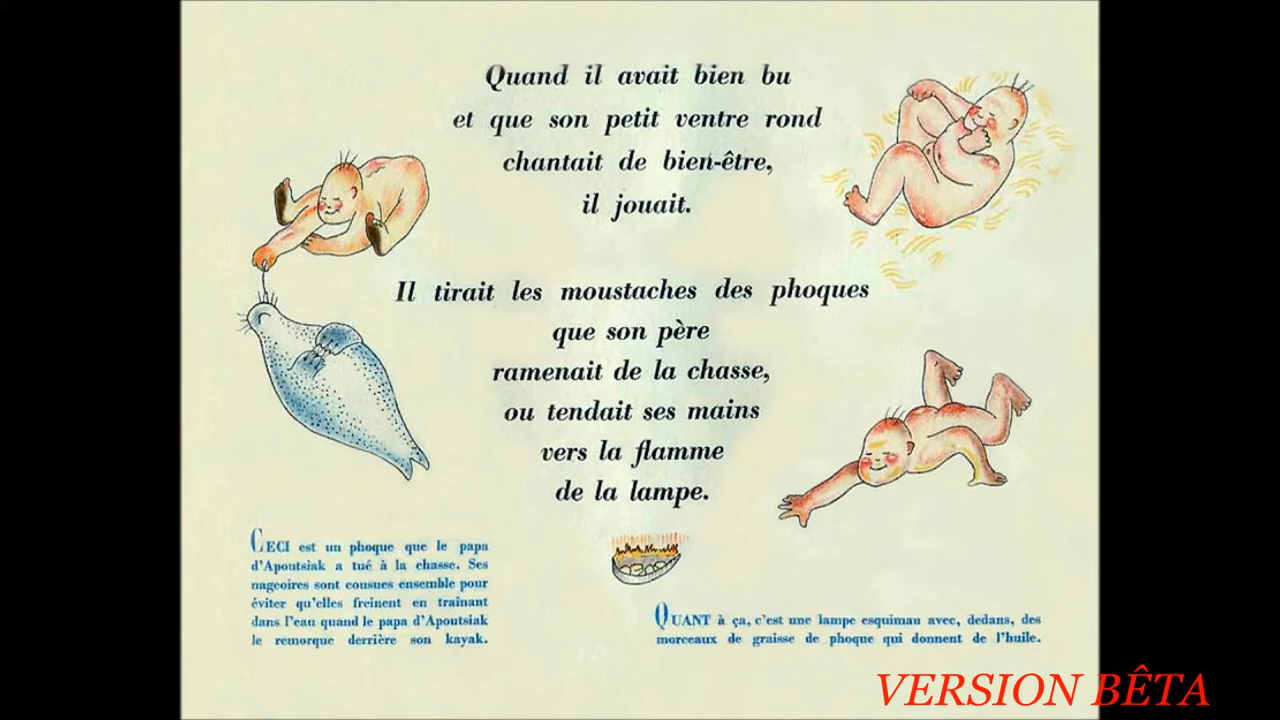 Quand il avait bien bu
et que son petit ventre rond
chantait de bien-être,
il jouait.
Il tirait les moustaches des phoques
que son père
ramenait de la chasse,
ou tendait ses mains
vers la flamme
de la lampe.
CECI est un phoque que le papa
d'Apoutsiak a tué à la chasse. Ses
nageoires sont cousues ensemble pour
éviter qu'elles freinent en traînant
dans l'eau quand le papa d'Apoutsiak
le remorque derrière son kayak.
QUANT à ça, c'est une lampe esquimau avec, dedans, des
morceaux de graisse de phoque qui donnent de l'huile.
VERSION BÊTA